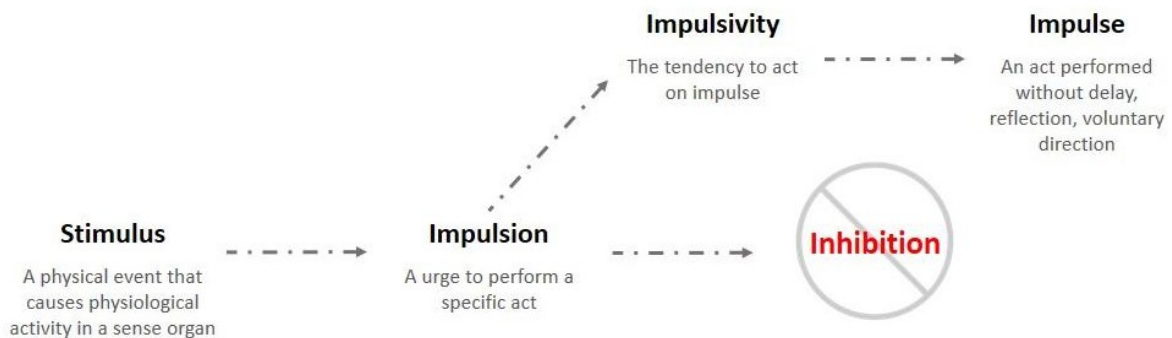 Impulsivity
The tendency to act
on impulse
Impulse
An act performed
without delay,
reflection, voluntary
direction
Stimulus
A physical event that
causes physiological
activity in a sense organ
Impulsion
A urge to perform a
specific act
Inhibition